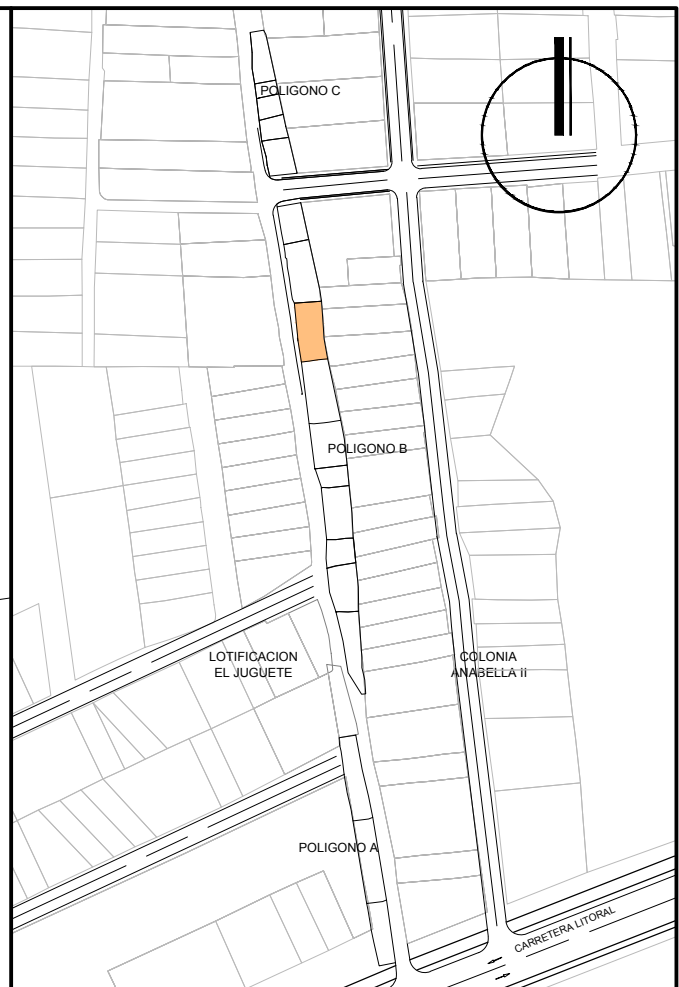 POLIGONO C
POLIGONO B
LOTIFICACION
EL JUGUETE
COLONIA
ANABELLA II
POLIGONO A
CARRETERA LITORAL